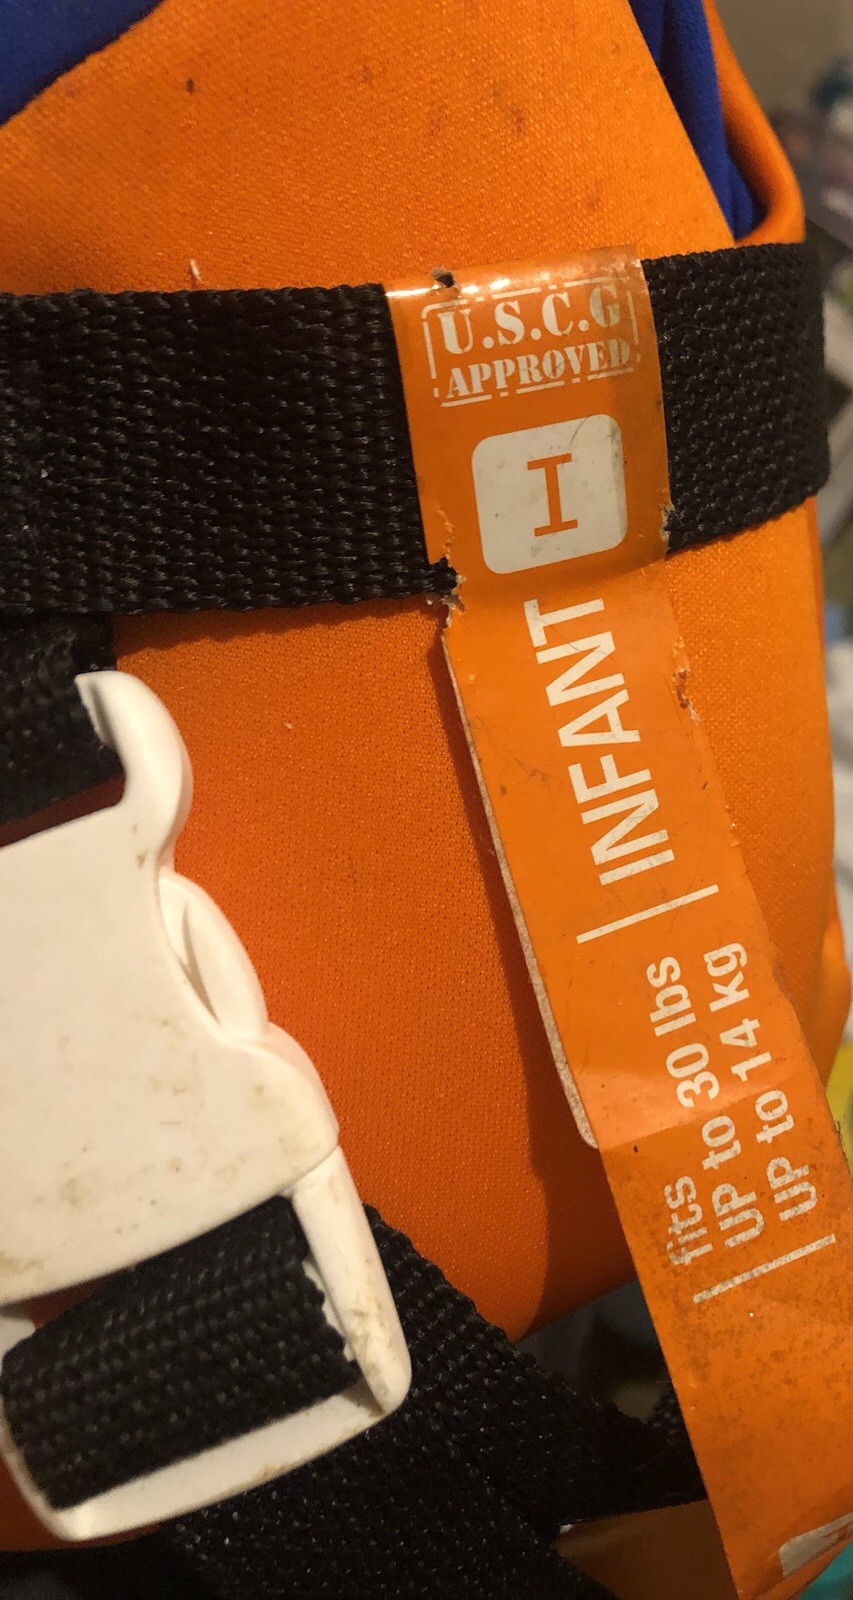 U.S.C.G
APPROVED
I
INFANT
fits
up to 30 lbs
up to 14 kg